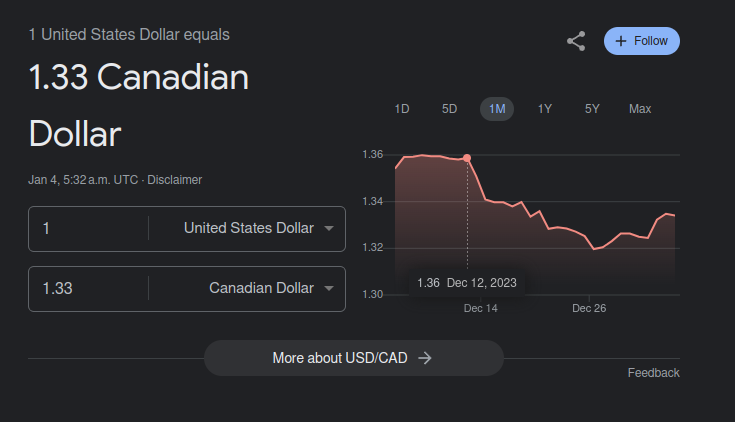 1 United States Dollar equals
1.33 Canadian
Dollar
Jan 4, 5:32 a.m. UTC · Disclaimer
1 United States Dollar
1.33 Canadian Dollar
+ Follow
1D 5D 1M 1Y 5Y Max
1.36
1.34
1.32
1.30
1.36 Dec 12, 2023
Dec 14 Dec 26
More about USD/CAD →
Feedback